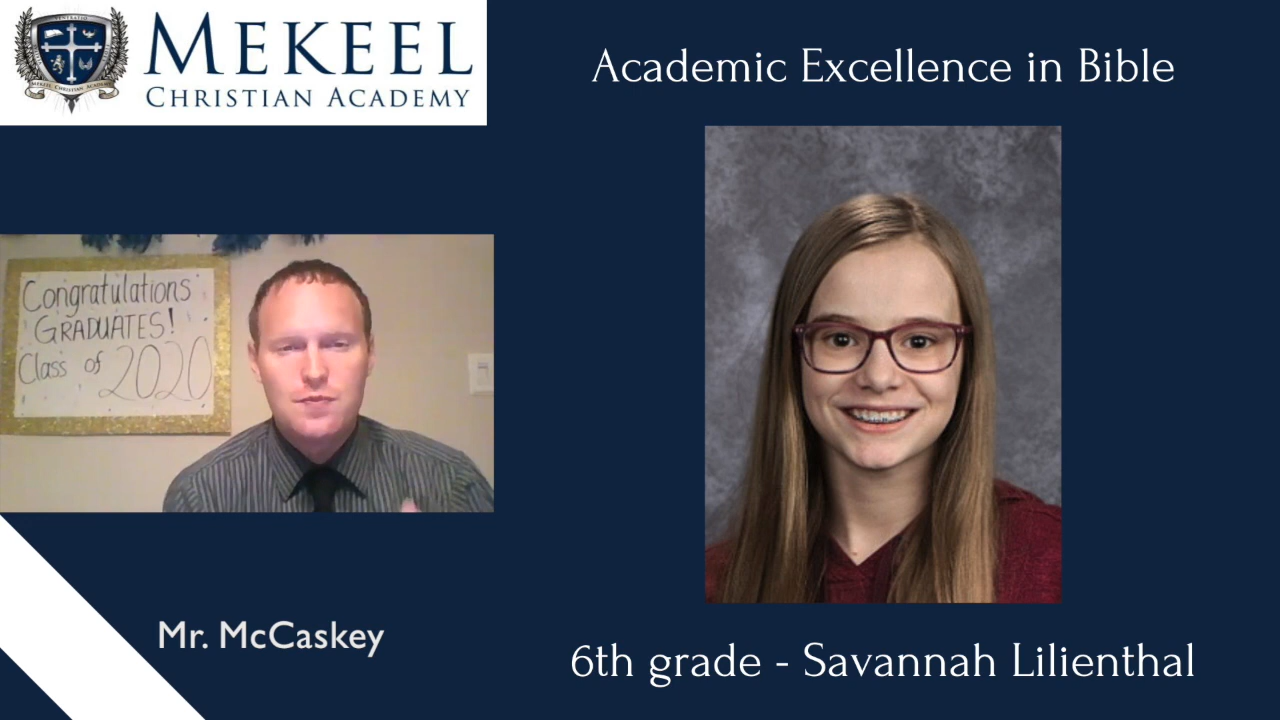 MEKEEL
CHRISTIAN ACADEMY
Academic Excellence in Bible
Congratulations
GRADUATES!
Class of 2020
Mr. McCaskey
6th grade - Savannah Lilienthal